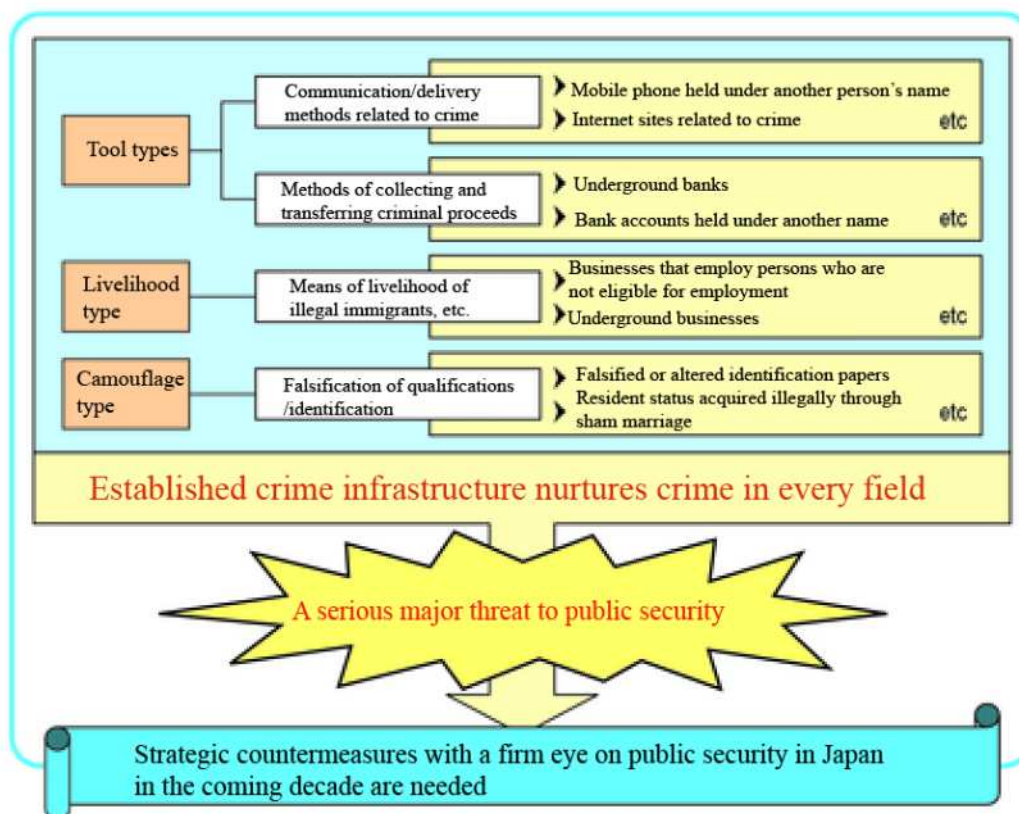 Tool types
Communication/delivery
methods related to crime
Mobile phone held under another person's name
Internet sites related to crime
etc
Methods of collecting and
transferring criminal proceeds
Underground banks
Bank accounts held under another name
etc
Livelihood
type
Means of livelihood of
illegal immigrants, etc.
Businesses that employ persons who are
not eligible for employment
Underground businesses
etc
Camouflage
type
Falsification of qualifications
/identification
Falsified or altered identification papers
Resident status acquired illegally through
sham marriage
etc
Established crime infrastructure nurtures crime in every field
A serious major threat to public security
Strategic countermeasures with a firm eye on public security in Japan
in the coming decade are needed